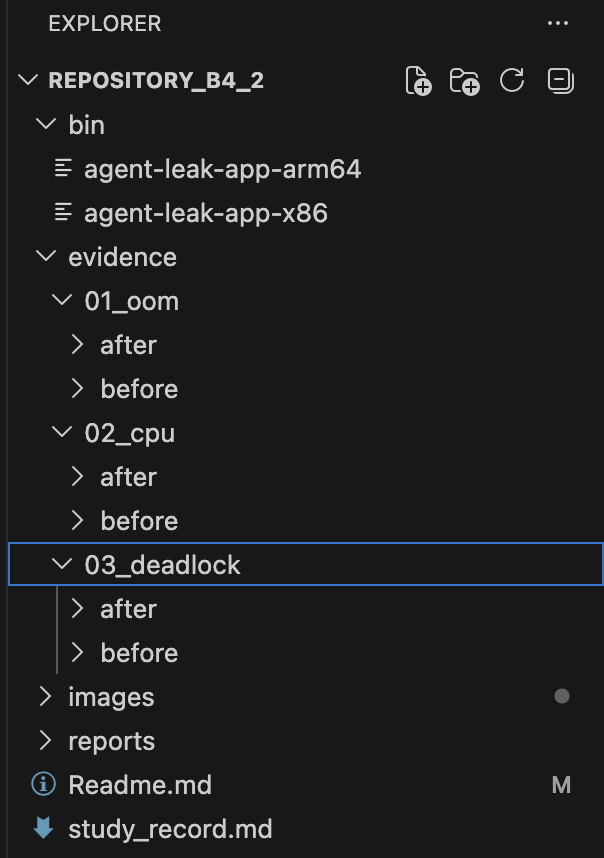 EXPLORER
REPOSITORY_B4_2
bin
agent-leak-app-arm64
agent-leak-app-x86
evidence
01_oom
after
before
02_cpu
after
before
03_deadlock
after
before
images
reports
Readme.md M
study_record.md